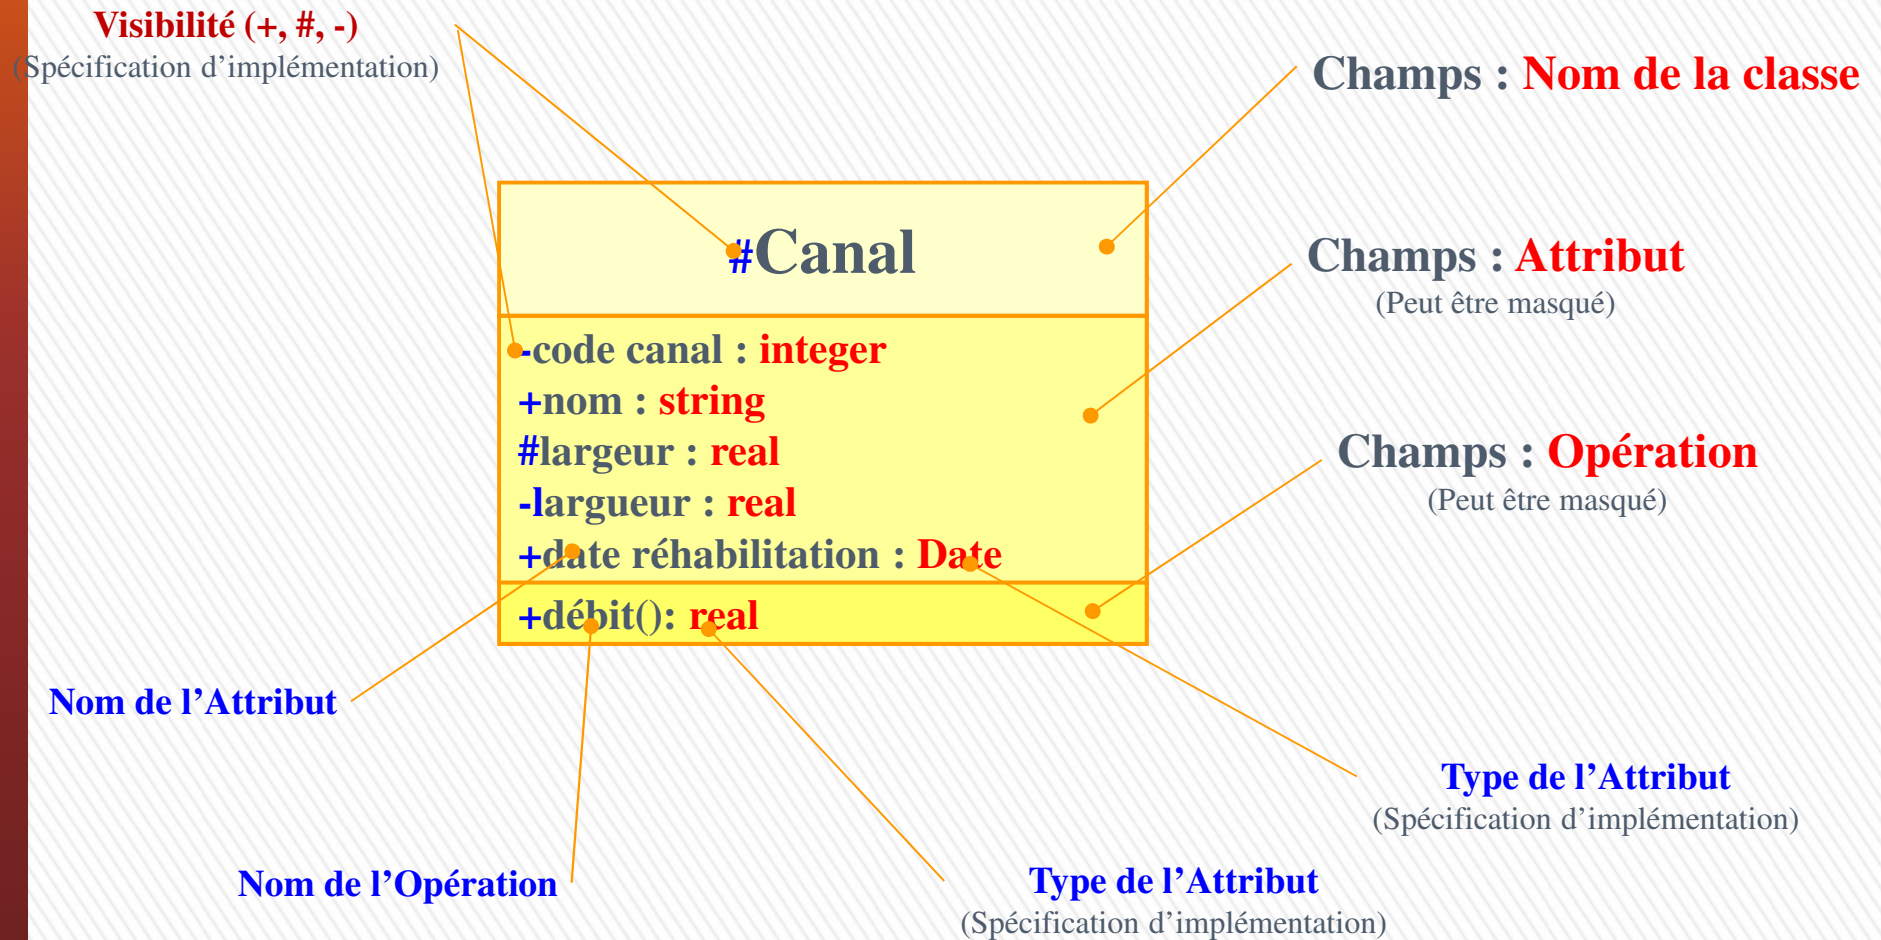 Visibilité (+, #, -)
(Spécification d’implémentation)
Champs : Nom de la classe
#Canal
Champs : Attribut
(Peut être masqué)
-code canal : integer
+nom : string
#largeur : real
-largueur : real
+date réhabilitation : Date
Champs : Opération
(Peut être masqué)
+débit(): real
Nom de l’Attribut
Type de l’Attribut
(Spécification d’implémentation)
Nom de l’Opération
Type de l’Attribut
(Spécification d’implémentation)